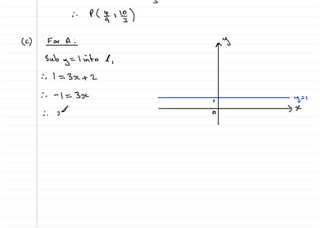 ∴ P(4/9, 10/3)
(c) For A:
Sub y=1 into l₁
∴ 1=3x+2
∴ -1=3x
∴
y
y=1
1
0
x